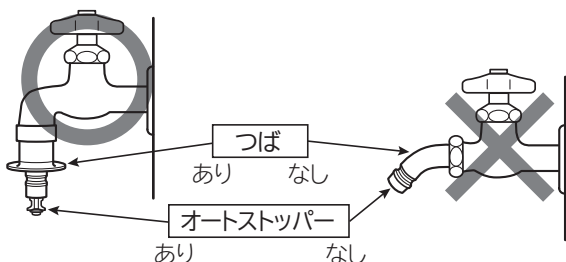 つば
あり なし
オートストッパー
あり なし